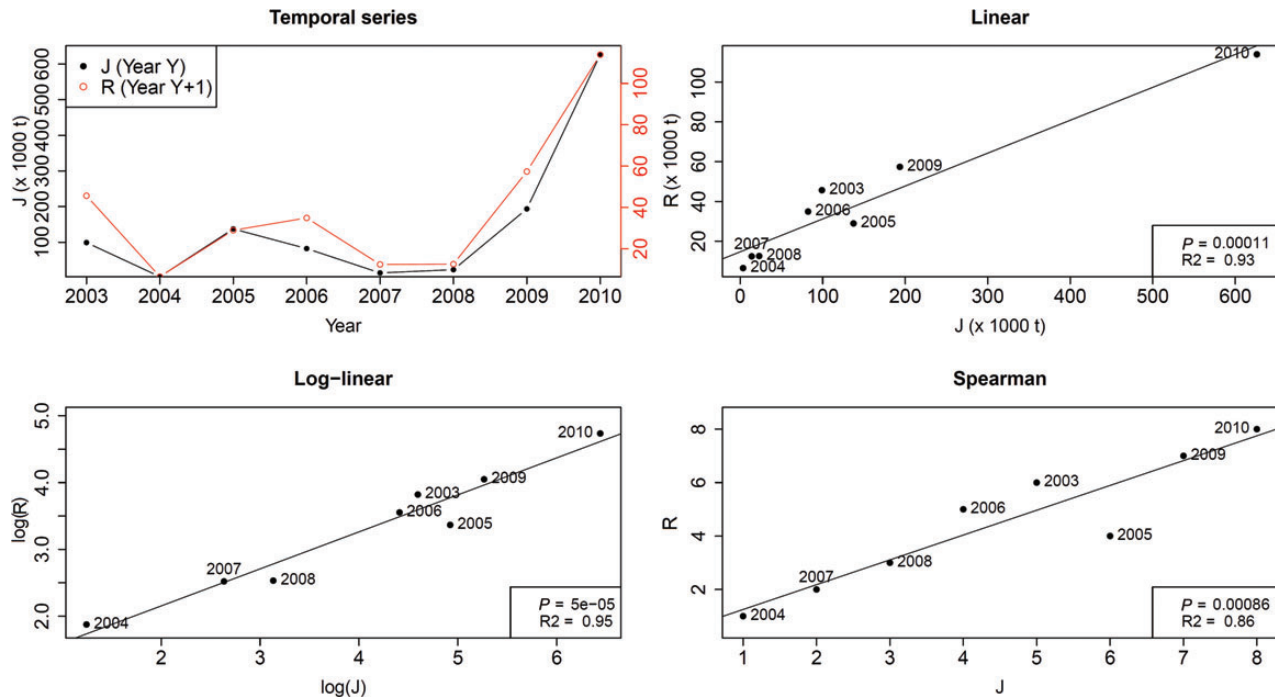 Temporal series
J (Year Y)
R (Year Y+1)
J (x 1000 t)
100 200 300 400 500 600
20 40 60 80 100
2003 2004 2005 2006 2007 2008 2009 2010
Year
Linear
R (x 1000 t)
20 40 60 80 100
2010
2009
2003
2006
2005
2007
2008
2004
P = 0.00011
R2 = 0.93
0 100 200 300 400 500 600
J (x 1000 t)
Log−linear
log(R)
2.0 3.0 4.0 5.0
2010
2009
2003
2006
2005
2007
2008
2004
P = 5e−05
R2 = 0.95
2 3 4 5 6
log(J)
Spearman
R
2 4 6 8
2010
2009
2003
2006
2005
2008
2007
2004
P = 0.00086
R2 = 0.86
1 2 3 4 5 6 7 8
J